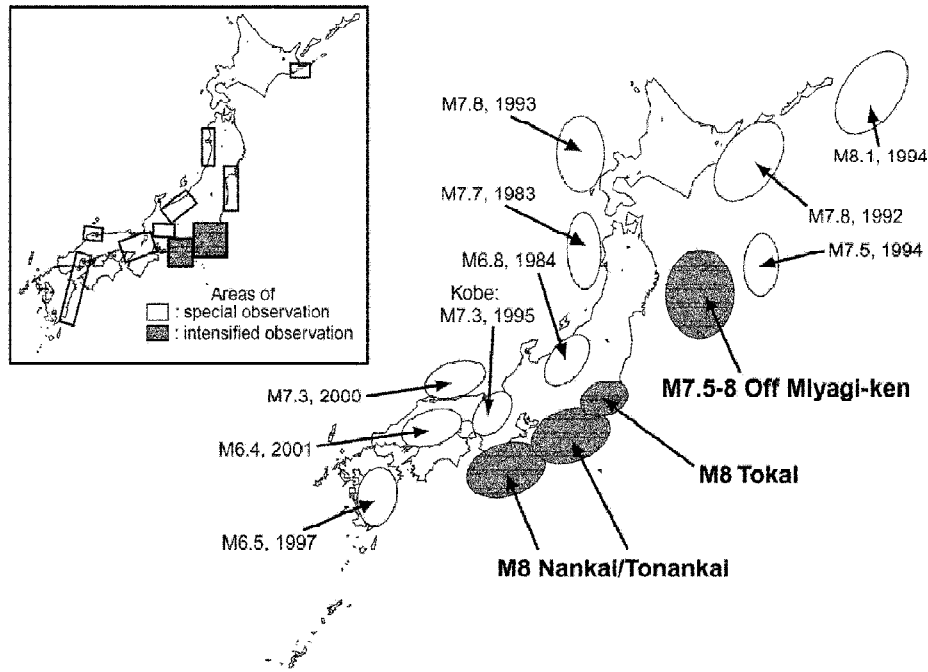 M7.8, 1993
M8.1, 1994
M7.7, 1983
M7.8, 1992
M7.5, 1994
M6.8, 1984
Kobe:
M7.3, 1995
Areas of
: special observation
: intensified observation
M7.5-8 Off Miyagi-ken
M7.3, 2000
M6.4, 2001
M8 Tokai
M6.5, 1997
M8 Nankai/Tonankai